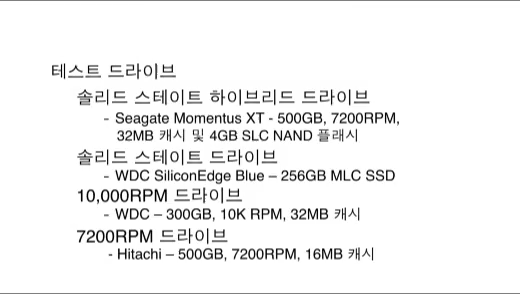 테스트 드라이브
솔리드 스테이트 하이브리드 드라이브
- Seagate Momentus XT - 500GB, 7200RPM,
32MB 캐시 및 4GB SLC NAND 플래시
솔리드 스테이트 드라이브
- WDC SiliconEdge Blue – 256GB MLC SSD
10,000RPM 드라이브
- WDC – 300GB, 10K RPM, 32MB 캐시
7200RPM 드라이브
- Hitachi – 500GB, 7200RPM, 16MB 캐시